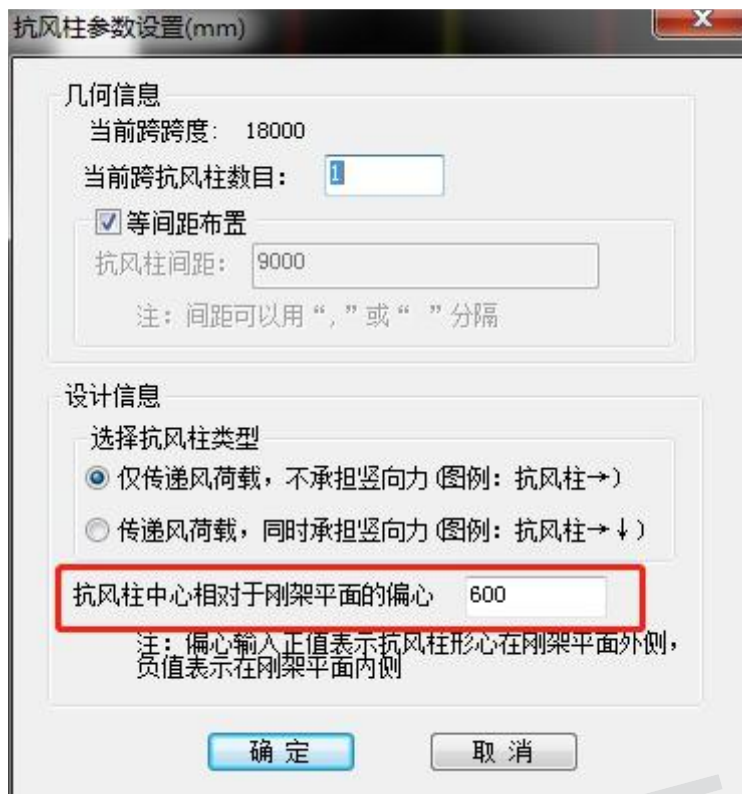 抗风柱参数设置(mm)
几何信息
当前跨跨度: 18000
当前跨抗风柱数目: 1
等间距布置
抗风柱间距: 9000
注: 间距可以用“,”或“ ”分隔
设计信息
选择抗风柱类型
仅传递风荷载, 不承担竖向力(图例: 抗风柱→)
传递风荷载, 同时承担竖向力(图例: 抗风柱→↓)
抗风柱中心相对于刚架平面的偏心 600
注: 偏心输入正值表示抗风柱形心在刚架平面外侧,
负值表示在刚架平面内侧
确定 取消